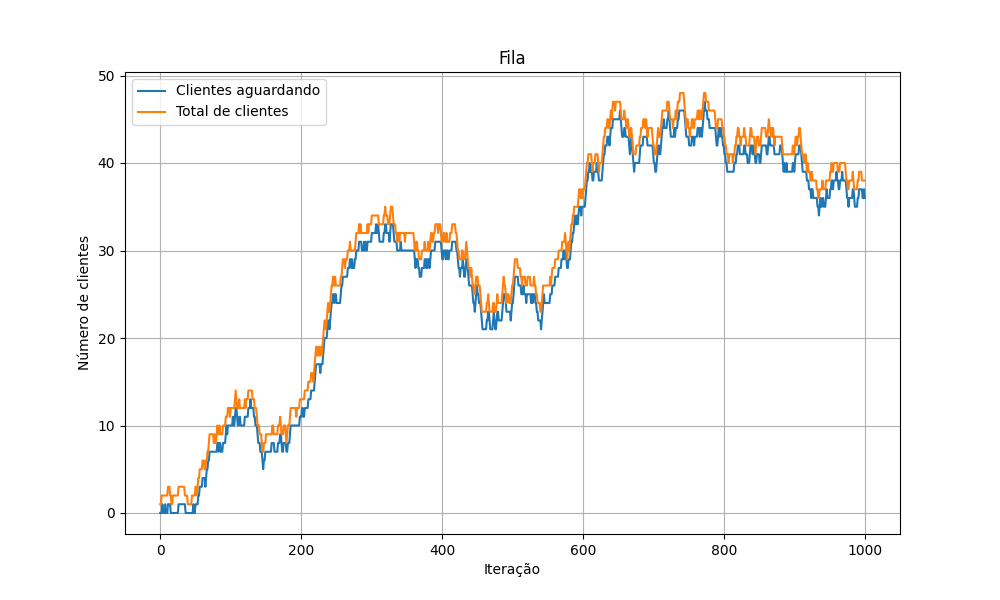 Fila
Clientes aguardando
Total de clientes
50
40
30
20
10
0
Número de clientes
0 200 400 600 800 1000
Iteração